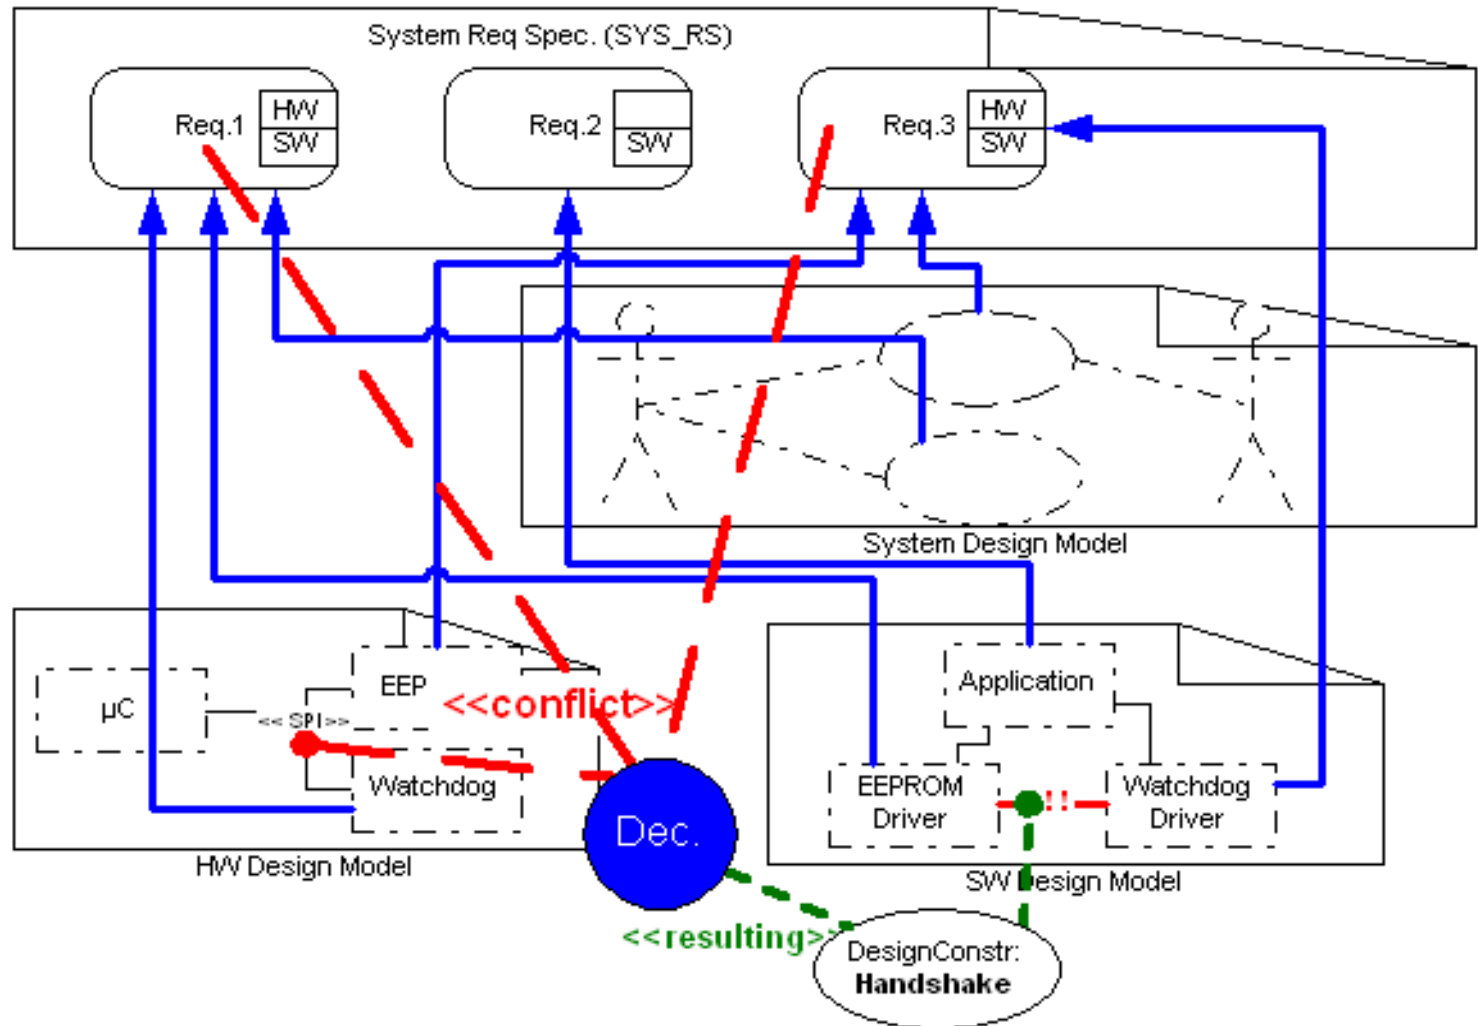 System Req Spec. (SYS_RS)
Req.1
HW
SW
Req.2
SW
Req.3
HW
SW
System Design Model
µC
<< SPI>>
EEP
<<conflict>>
Watchdog
HW Design Model
Dec.
Application
EEPROM
Driver
!!
Watchdog
Driver
SW Design Model
<<resulting>>
DesignConstr:
Handshake